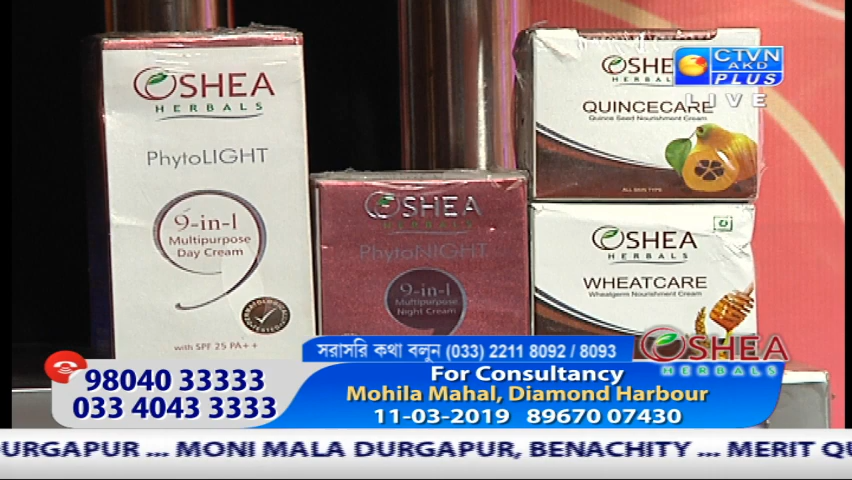 OSHEA
HERBALS
PhytoLIGHT
9-in-1
Multipurpose
Day Cream
DERMATOLOGICALLY TESTED
with SPF 25 PA++
OSHEA
HERBALS
PhytoNIGHT
9-in-1
Multipurpose
Night Cream
OSHEA
HERBALS
QUINCECARE
Quince Seed Nourishment Cream
ALL SKIN TYPE
OSHEA
HERBALS
WHEATCARE
Wheatgerm Nourishment Cream
CTVN
AKD
PLUS
LIVE
সরাসরি কথা বলুন (033) 2211 8092 / 8093
OSHEA
HERBALS
98040 33333
033 4043 3333
For Consultancy
Mohila Mahal, Diamond Harbour
11-03-2019 89670 07430
DURGAPUR ... MONI MALA DURGAPUR, BENACHITY ... MERIT QU